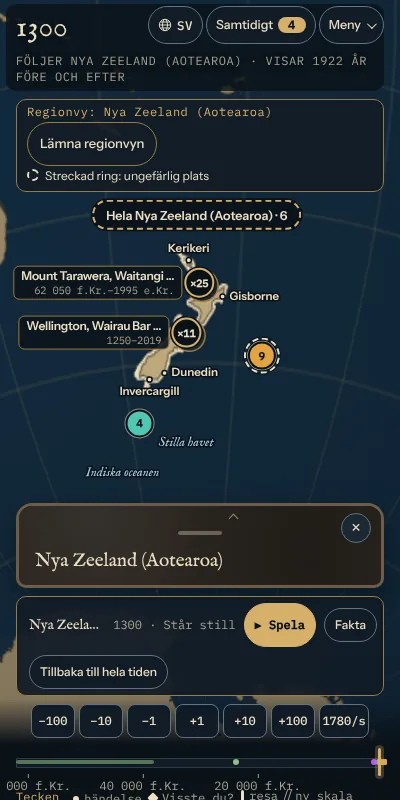 1300
SV
Samtidigt 4
Meny
FÖLJER NYA ZEELAND (AOTEAROA) · VISAR 1922 ÅR
FÖRE OCH EFTER
Regionvy: Nya Zeeland (Aotearoa)
Lämna regionvyn
Streckad ring: ungefärlig plats
Hela Nya Zeeland (Aotearoa) · 6
Kerikeri
Mount Tarawera, Waitangi ...
62 050 f.Kr.–1995 e.Kr.
×25
Gisborne
Wellington, Wairau Bar ...
1250–2019
×11
9
Dunedin
Invercargill
4
Stilla havet
Indiska oceanen
×
Nya Zeeland (Aotearoa)
Nya Zeela...
1300 · Står still
▶ Spela
Fakta
Tillbaka till hela tiden
−100
−10
−1
+1
+10
+100
1780/s
000 f.Kr.
40 000 f.Kr.
20 000 f.Kr.
Tecken
händelse
Visste du?
resa
ny skala